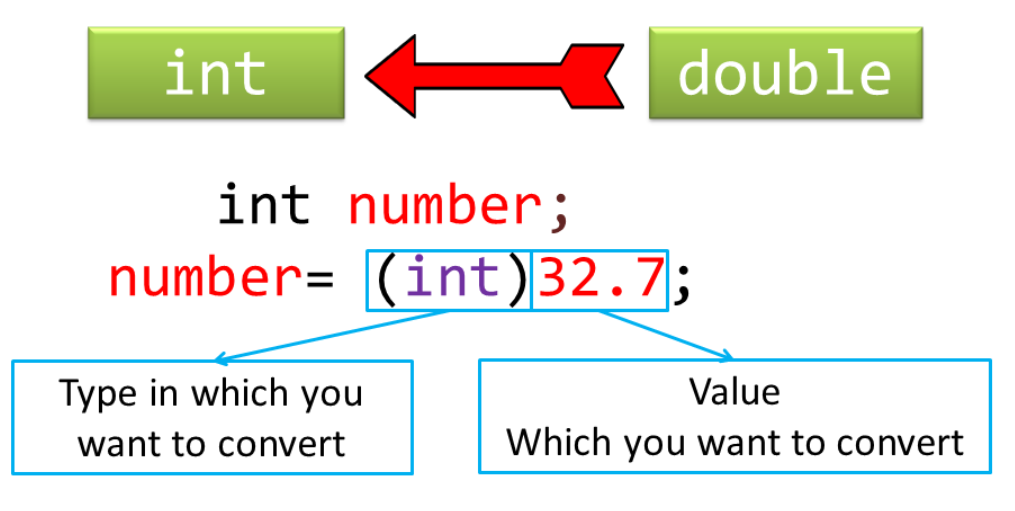 int double
int number;
number= (int)32.7;
Type in which you
want to convert
Value
Which you want to convert